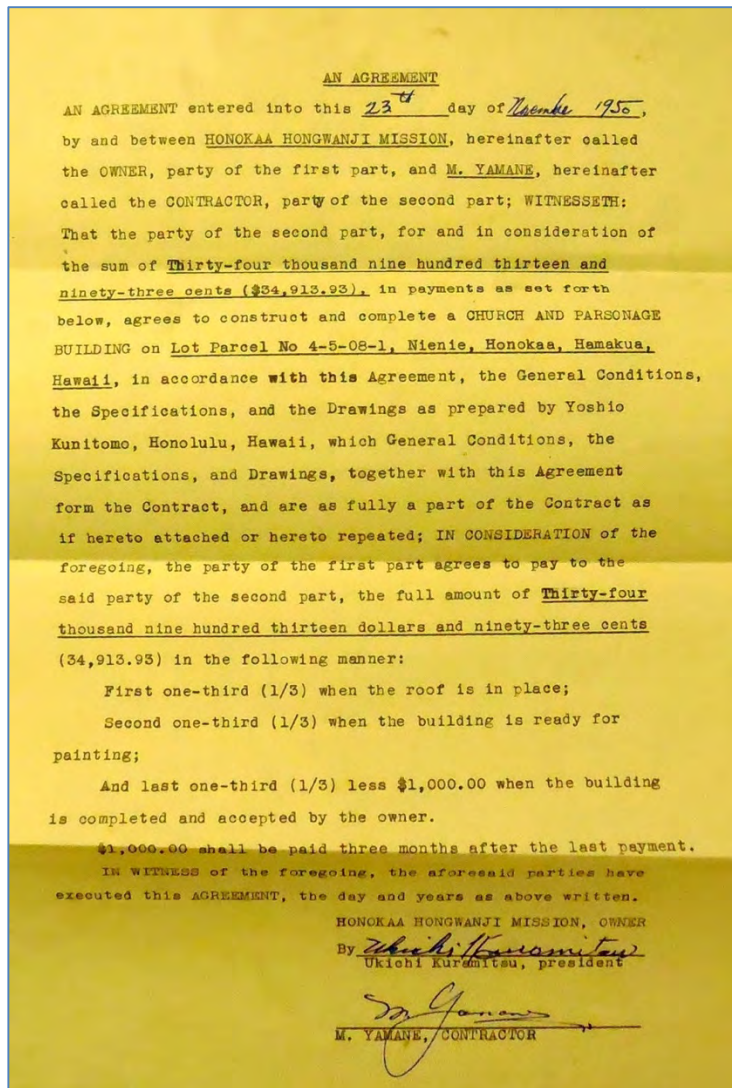 AN AGREEMENT
AN AGREEMENT entered into this 23th day of Novembe 1950,
by and between HONOKAA HONGWANJI MISSION, hereinafter called
the OWNER, party of the first part, and M. YAMANE, hereinafter
called the CONTRACTOR, party of the second part; WITNESSETH:
That the party of the second part, for and in consideration of
the sum of Thirty-four thousand nine hundred thirteen and
ninety-three cents ($34,913.93), in payments as set forth
below, agrees to construct and complete a CHURCH AND PARSONAGE
BUILDING on Lot Parcel No 4-5-08-1, Nienie, Honokaa, Hamakua,
Hawaii, in accordance with this Agreement, the General Conditions,
the Specifications, and the Drawings as prepared by Yoshio
Kunitomo, Honolulu, Hawaii, which General Conditions, the
Specifications, and Drawings, together with this Agreement
form the Contract, and are as fully a part of the Contract as
if hereto attached or hereto repeated; IN CONSIDERATION of the
foregoing, the party of the first part agrees to pay to the
said party of the second part, the full amount of Thirty-four
thousand nine hundred thirteen dollars and ninety-three cents
(34,913.93) in the following manner:
First one-third (1/3) when the roof is in place;
Second one-third (1/3) when the building is ready for
painting;
And last one-third (1/3) less $1,000.00 when the building
is completed and accepted by the owner.
$1,000.00 shall be paid three months after the last payment.
IN WITNESS of the foregoing, the aforesaid parties have
executed this AGREEMENT, the day and years as above written.
HONOKAA HONGWANJI MISSION, OWNER
By Ukichi Kuramitsu
Ukichi Kuramitsu, president
M. Yamane
M. YAMANE, CONTRACTOR